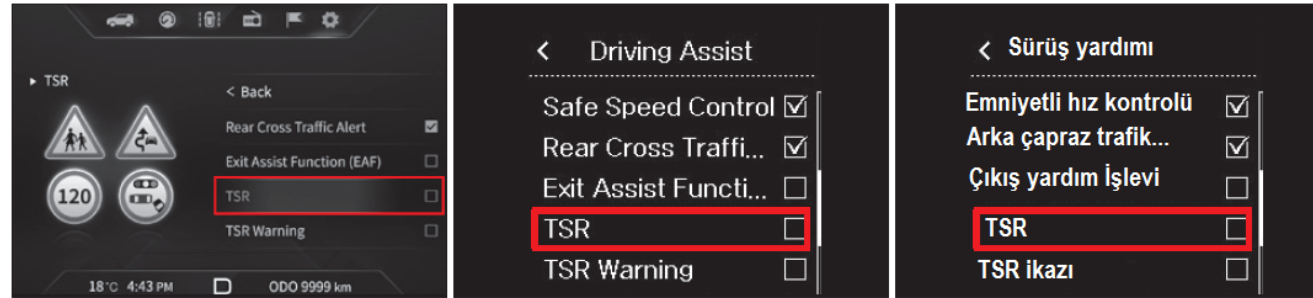 TSR
120
< Back
Rear Cross Traffic Alert
Exit Assist Function (EAF)
TSR
TSR Warning
18°C 4:43 PM D ODO 9999 km
< Driving Assist
Safe Speed Control
Rear Cross Traffi...
Exit Assist Functi...
TSR
TSR Warning
< Sürüş yardımı
Emniyetli hız kontrolü
Arka çapraz trafik...
Çıkış yardım İşlevi
TSR
TSR ikazı